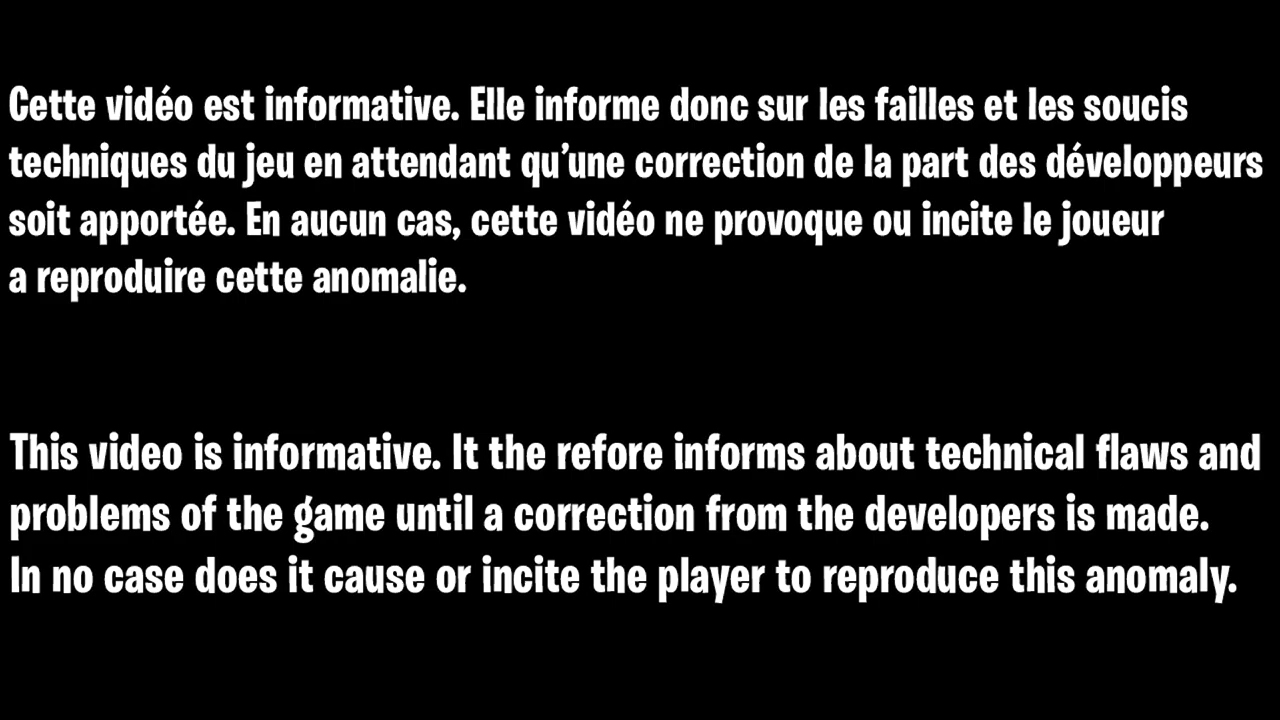 Cette vidéo est informative. Elle informe donc sur les failles et les soucis
techniques du jeu en attendant qu’une correction de la part des développeurs
soit apportée. En aucun cas, cette vidéo ne provoque ou incite le joueur
a reproduire cette anomalie.
This video is informative. It the refore informs about technical flaws and
problems of the game until a correction from the developers is made.
In no case does it cause or incite the player to reproduce this anomaly.